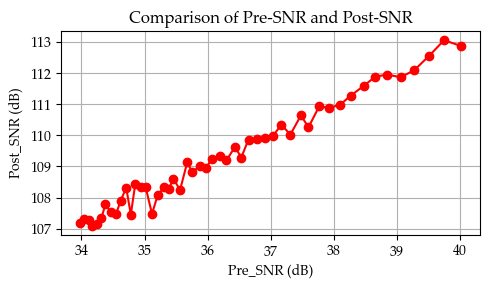 Comparison of Pre-SNR and Post-SNR
Post_SNR (dB)
113
112
111
110
109
108
107
34 35 36 37 38 39 40
Pre_SNR (dB)